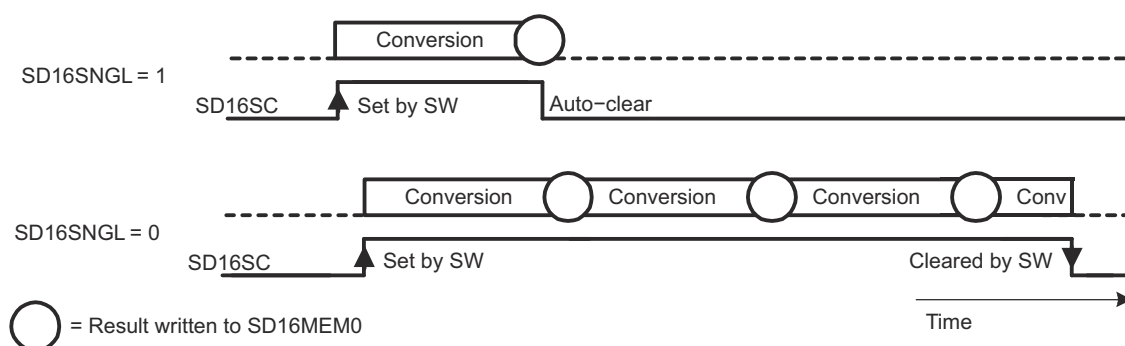 Conversion
SD16SNGL = 1
SD16SC Set by SW Auto−clear
Conversion Conversion Conversion Conv
SD16SNGL = 0
SD16SC Set by SW Cleared by SW
= Result written to SD16MEM0 Time